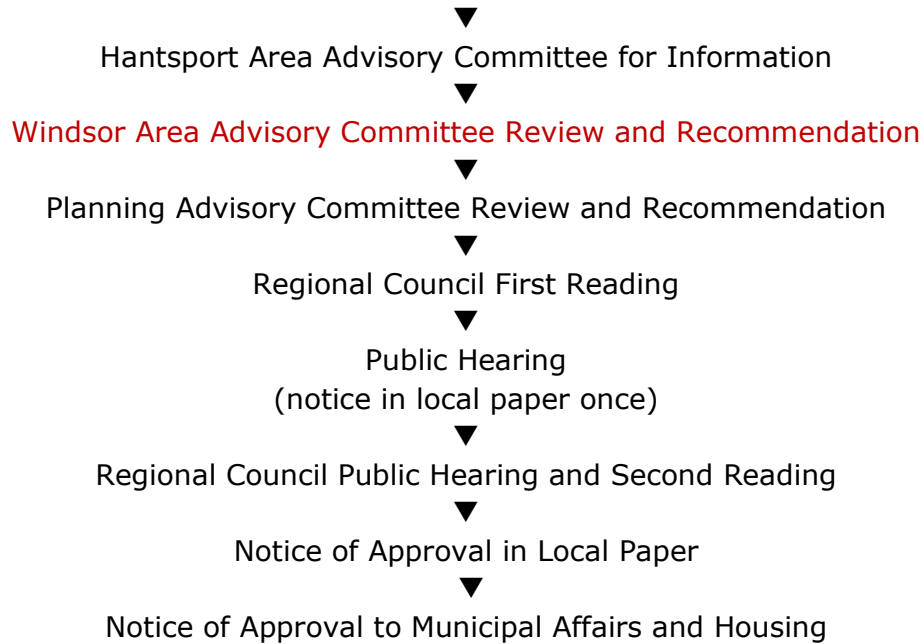 ▼
Hantsport Area Advisory Committee for Information
▼
Windsor Area Advisory Committee Review and Recommendation
▼
Planning Advisory Committee Review and Recommendation
▼
Regional Council First Reading
▼
Public Hearing
(notice in local paper once)
▼
Regional Council Public Hearing and Second Reading
▼
Notice of Approval in Local Paper
▼
Notice of Approval to Municipal Affairs and Housing